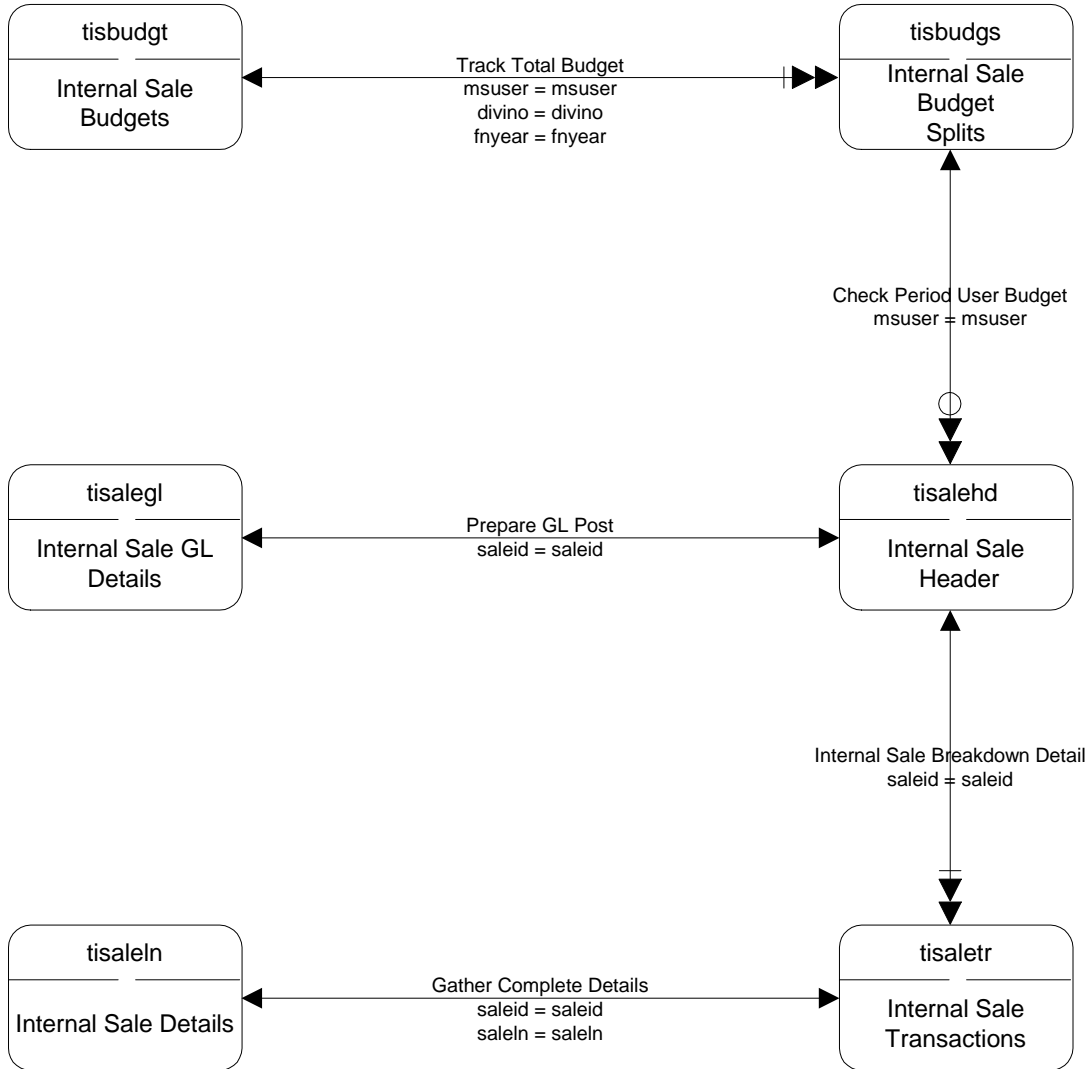 tisbudgt
Internal Sale
Budgets
Track Total Budget
msuser = msuser
divino = divino
fnyear = fnyear
tisbudgs
Internal Sale
Budget
Splits
Check Period User Budget
msuser = msuser
tisalegl
Internal Sale GL
Details
Prepare GL Post
saleid = saleid
tisalehd
Internal Sale
Header
Internal Sale Breakdown Detail
saleid = saleid
tisaleln
Internal Sale Details
Gather Complete Details
saleid = saleid
saleln = saleln
tisaletr
Internal Sale
Transactions